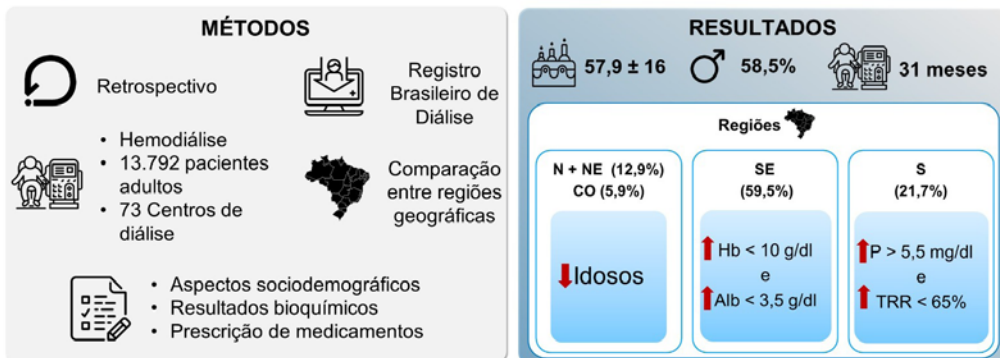 MÉTODOS
Retrospectivo
Registro
Brasileiro de
Diálise
• Hemodiálise
• 13.792 pacientes
adultos
• 73 Centros de
diálise
Comparação
entre regiões
geográficas
• Aspectos sociodemográficos
• Resultados bioquímicos
• Prescrição de medicamentos
RESULTADOS
57,9 ± 16
58,5%
31 meses
Regiões
N + NE (12,9%)
CO (5,9%)
Idosos
SE
(59,5%)
Hb < 10 g/dl
e
Alb < 3,5 g/dl
S
(21,7%)
P > 5,5 mg/dl
e
TRR < 65%